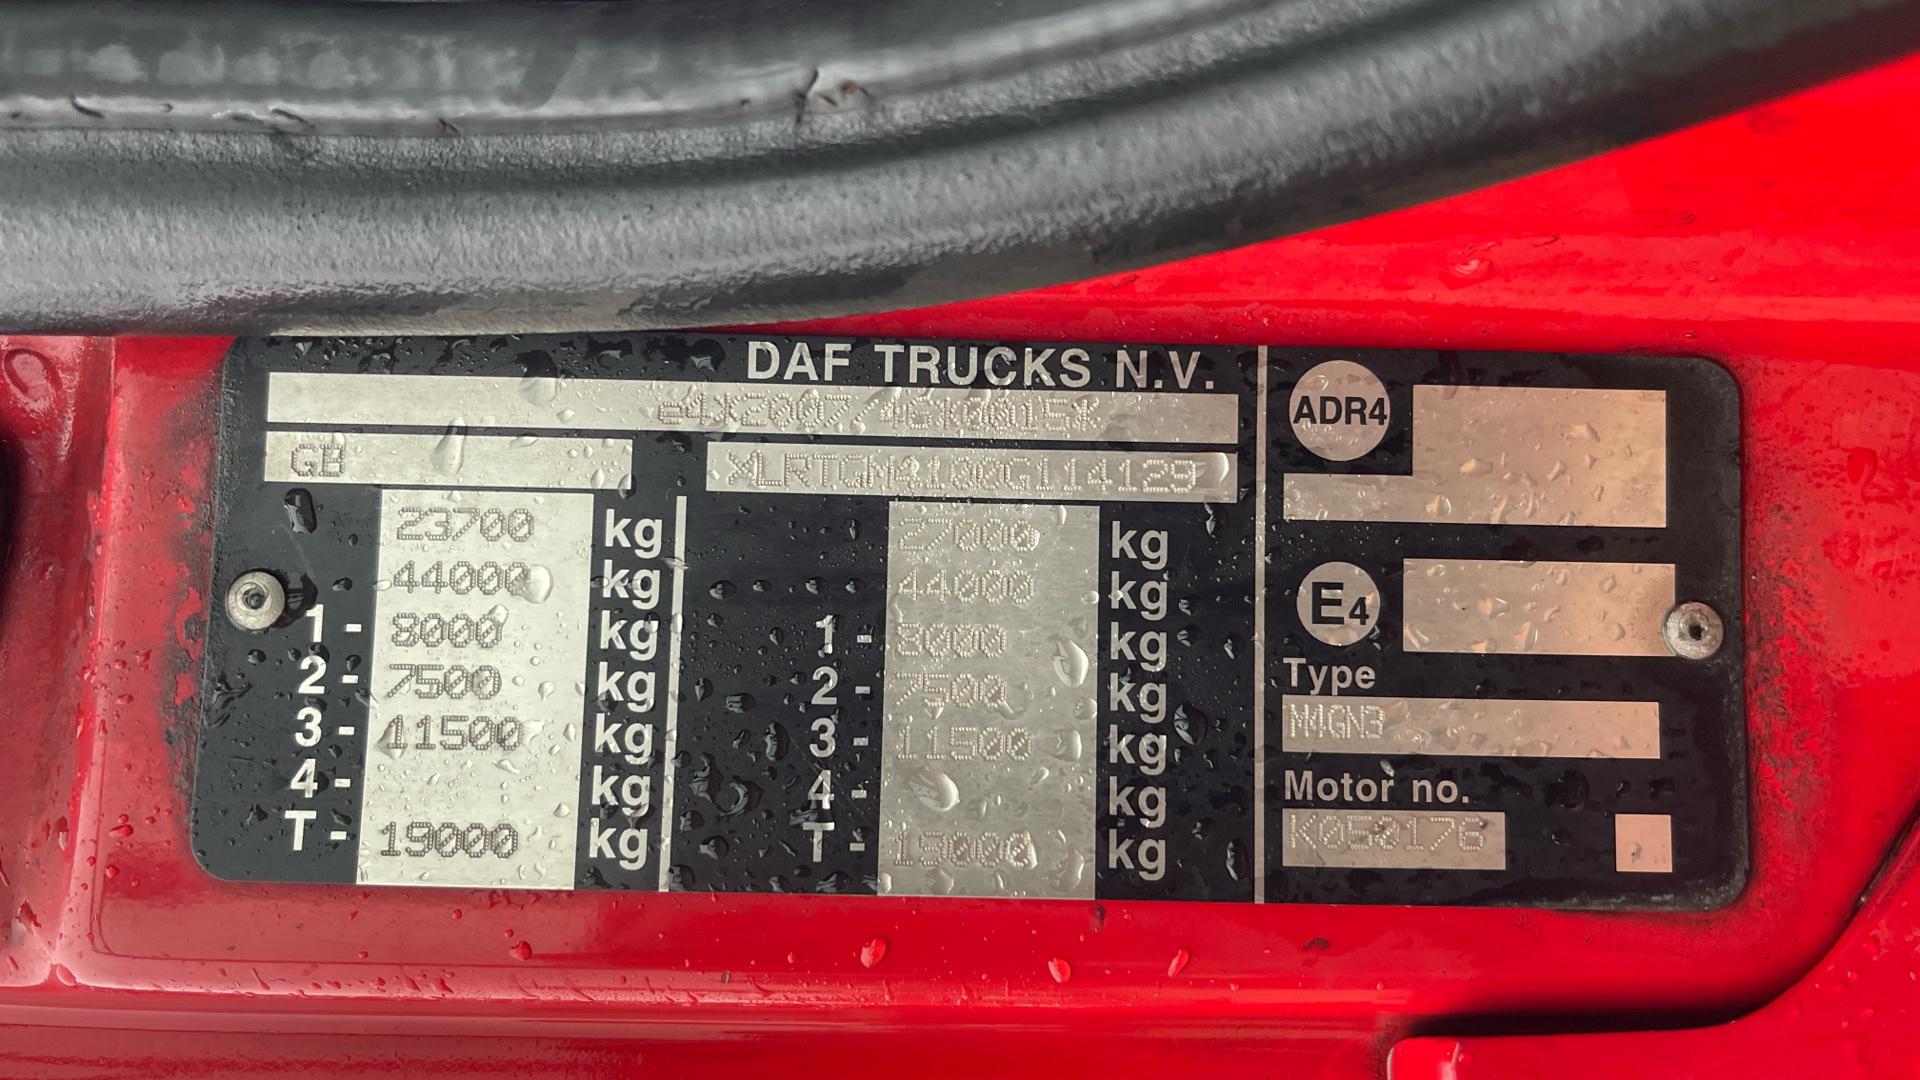 DAF TRUCKS N.V.
e4*2007/46*0015*
GB XLRTGM4100G114129
23700 kg 27000 kg
44000 kg 44000 kg
1- 8000 kg 1- 8000 kg
2- 7500 kg 2- 7500 kg
3- 11500 kg 3- 11500 kg
4- kg 4- kg
T- 19000 kg T- 19000 kg
ADR4
E4
Type
M4GN3
Motor no.
K050176